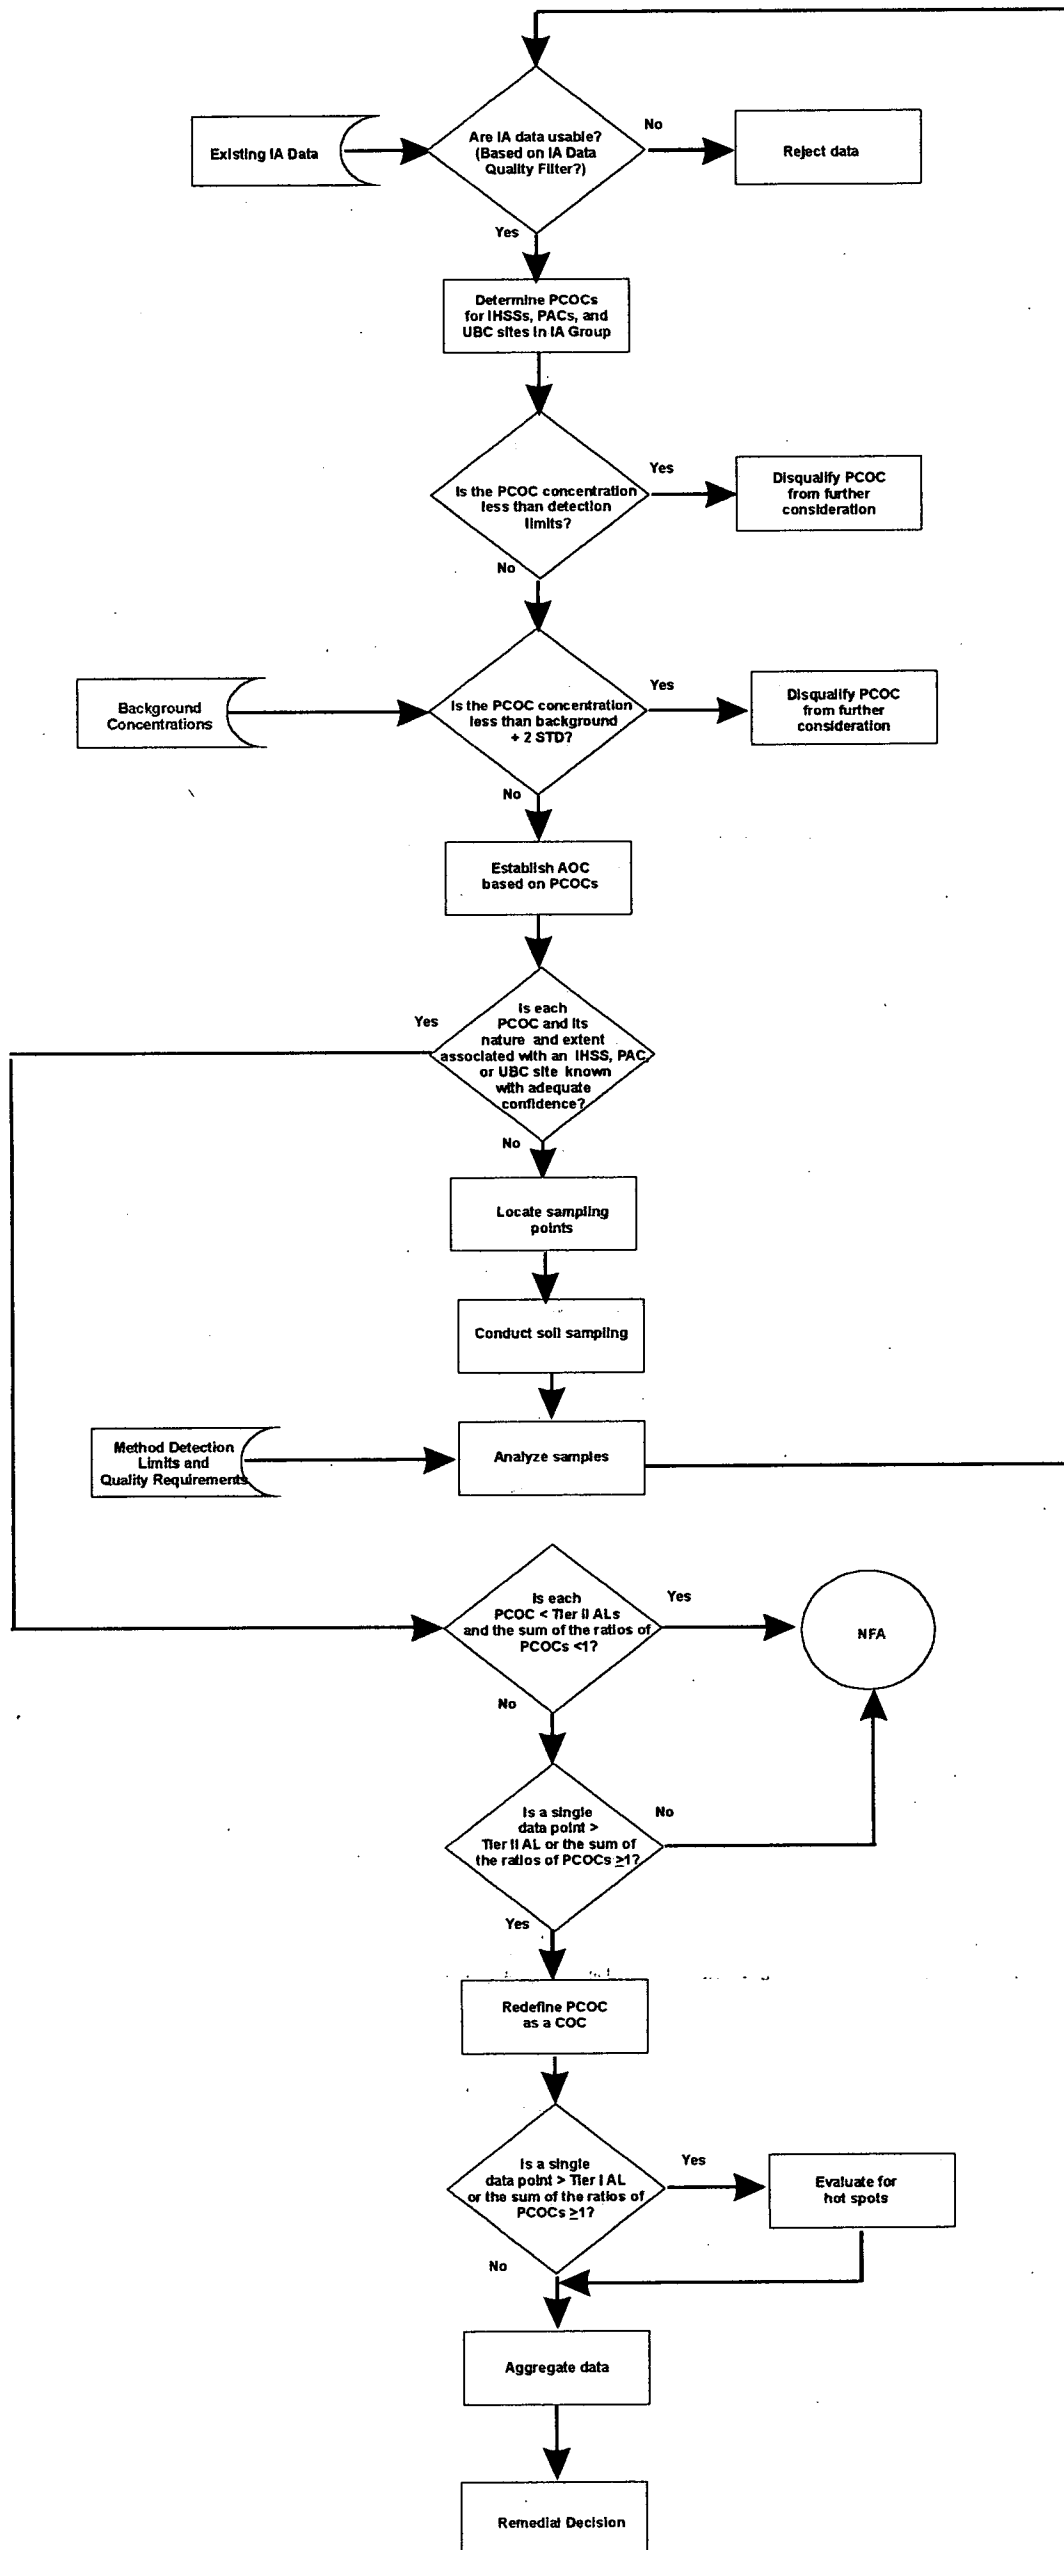 Are IA data usable?
(Based on IA Data
Quality Filter?)
No
Existing IA Data
Reject data
Yes
Determine PCOCs
for IHSSs, PACs, and
UBC sites in IA Group
Is the PCOC concentration
less than detection
limits?
Yes
Disqualify PCOC
from further
consideration
No
Background
Concentrations
Is the PCOC concentration
less than background
+ 2 STD?
Yes
Disqualify PCOC
from further
consideration
No
Establish AOC
based on PCOCs
Yes
Is each
PCOC and its
nature and extent
associated with an IHSS, PAC,
or UBC site known
with adequate
confidence?
No
Locate sampling
points
Conduct soil sampling
Method Detection
Limits and
Quality Requirements
Analyze samples
Is each
PCOC < Tier II ALs
and the sum of the ratios of
PCOCs <1?
Yes
NFA
No
Is a single
data point >
Tier II AL or the sum of
the ratios of PCOCs ≥1?
No
Yes
Redefine PCOC
as a COC
Is a single
data point > Tier I AL
or the sum of the ratios of
PCOCs ≥1?
Yes
Evaluate for
hot spots
No
Aggregate data
Remedial Decision